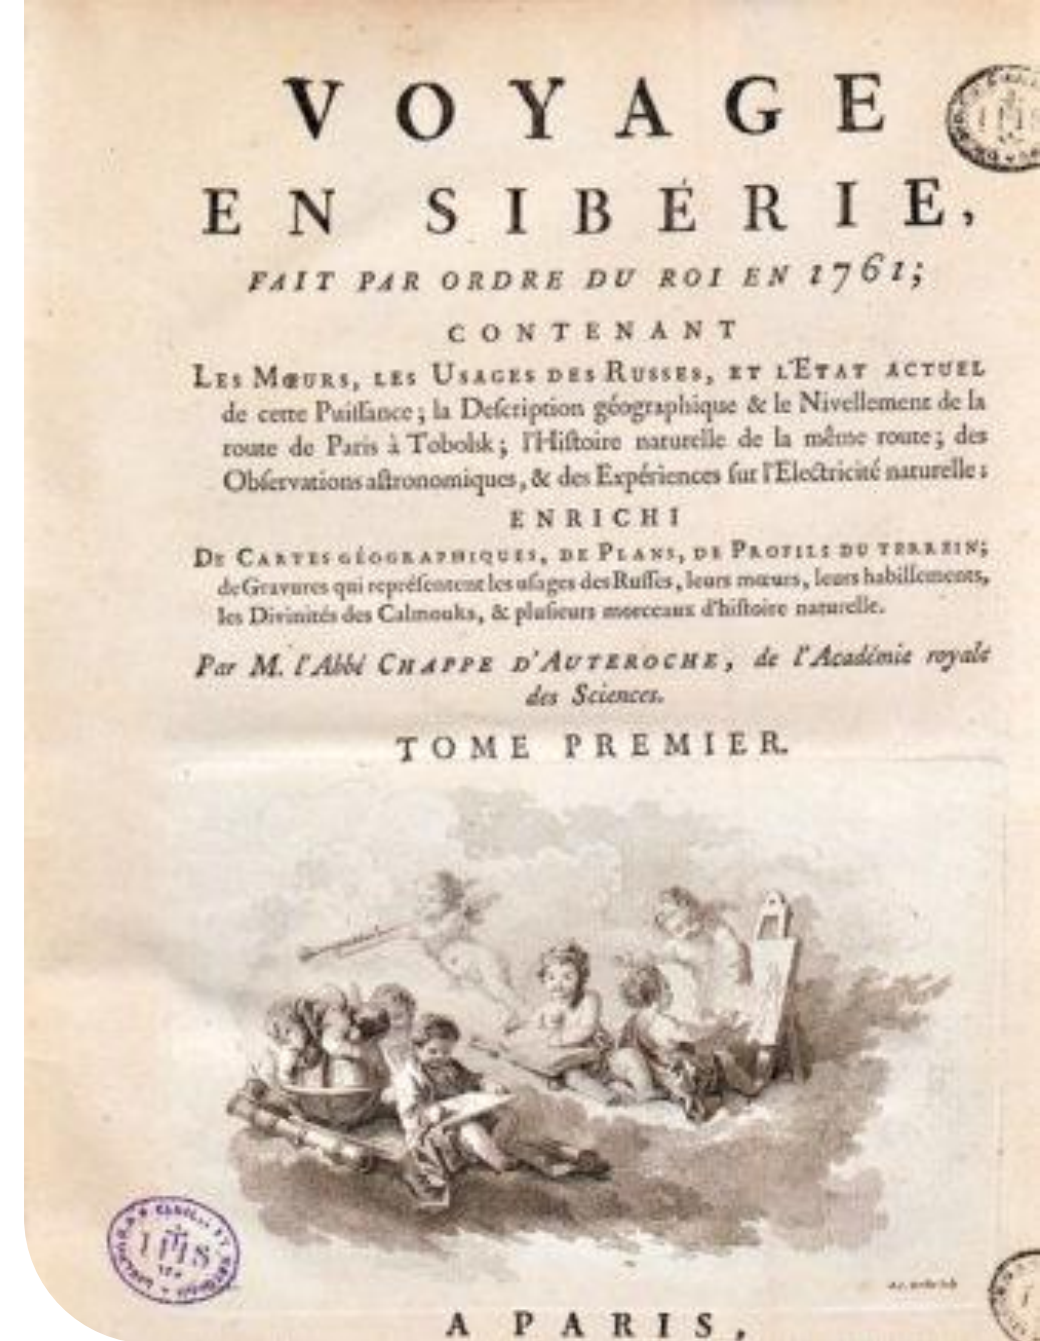 VOYAGE
EN SIBÉRIE,
FAIT PAR ORDRE DU ROI EN 1761;
CONTENANT
LES MŒURS, LES USAGES DES RUSSES, ET L'ETAT ACTUEL
de cette Puiſſance; la Deſcription géographique & le Nivellement de la
route de Paris à Tobolsk; l'Hiſtoire naturelle de la même route; des
Obſervations aſtronomiques, & des Expériences ſur l'Electricité naturelle:
ENRICHI
DE CARTES GÉOGRAPHIQUES, DE PLANS, DE PROFILS DU TERREIN;
de Gravures qui repréſentent les uſages des Ruſſes, leurs mœurs, leurs habillements,
les Divinités des Calmouks, & pluſieurs morceaux d'hiſtoire naturelle.
Par M. l'Abbé CHAPPE D'AUTEROCHE, de l'Académie royale
des Sciences.
TOME PREMIER.
IHS
A PARIS,